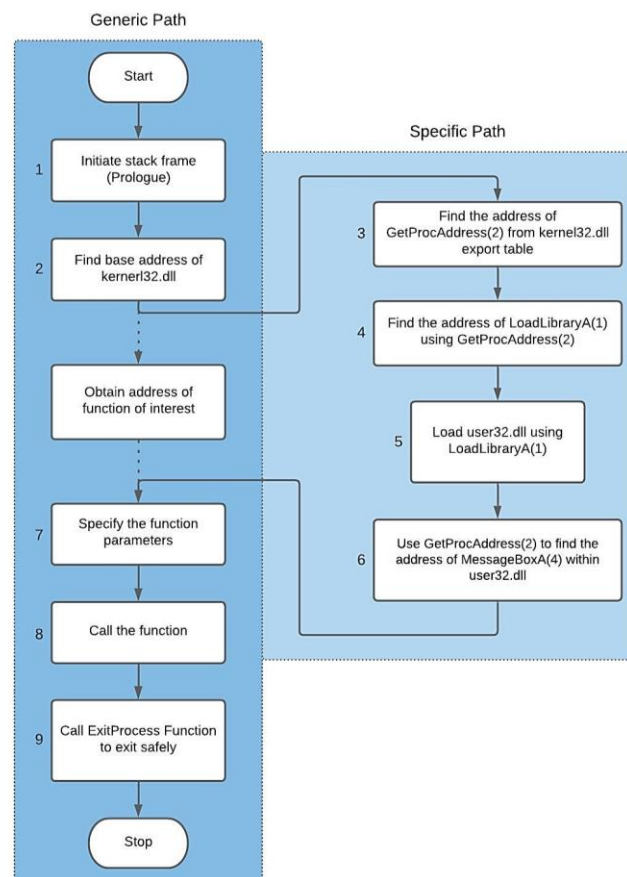 Generic Path
Start
1
Initiate stack frame
(Prologue)
2
Find base address of
kernerl32.dll
Obtain address of
function of interest
7
Specify the function
parameters
8
Call the function
9
Call ExitProcess Function
to exit safely
Stop
Specific Path
3
Find the address of
GetProcAddress(2) from kernel32.dll
export table
4
Find the address of LoadLibraryA(1)
using GetProcAddress(2)
5
Load user32.dll using
LoadLibraryA(1)
6
Use GetProcAddress(2) to find the
address of MessageBoxA(4) within
user32.dll